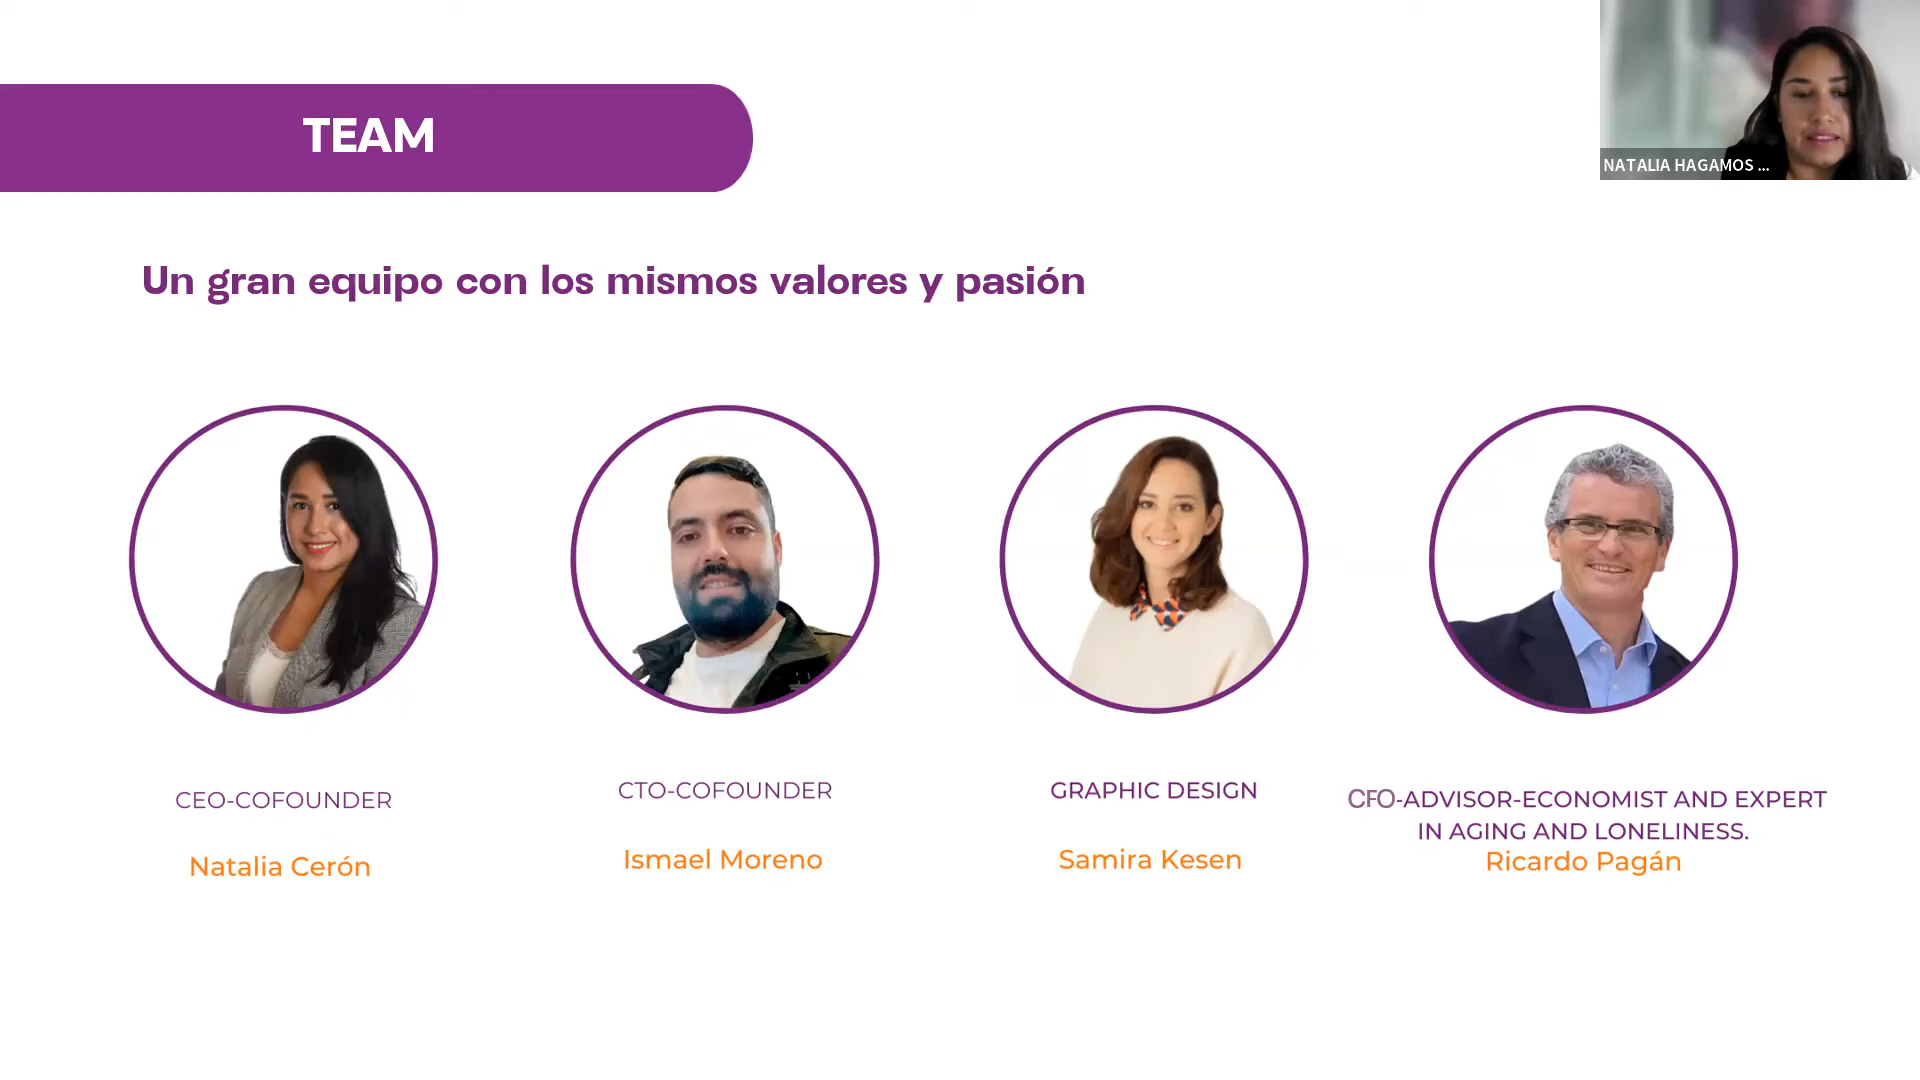 TEAM
NATALIA HAGAMOS ...
Un gran equipo con los mismos valores y pasión
CEO-COFOUNDER
Natalia Cerón
CTO-COFOUNDER
Ismael Moreno
GRAPHIC DESIGN
Samira Kesen
CFO-ADVISOR-ECONOMIST AND EXPERT
IN AGING AND LONELINESS.
Ricardo Pagán